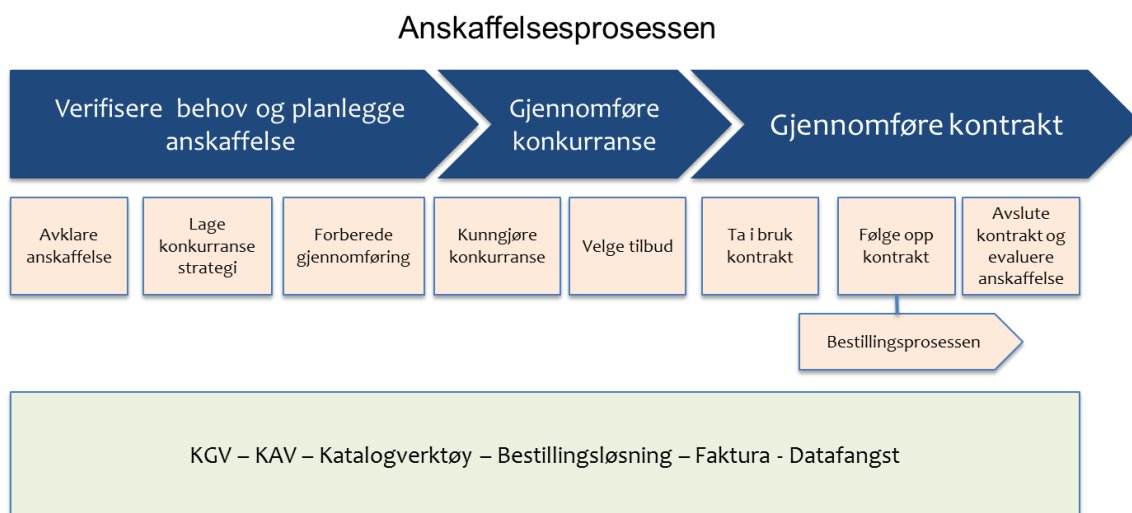 Anskaffelsesprosessen
Verifisere behov og planlegge
anskaffelse
Gjennomføre
konkurranse
Gjennomføre kontrakt
Avklare
anskaffelse
Lage
konkurranse
strategi
Forberede
gjennomføring
Kunngjøre
konkurranse
Velge tilbud
Ta i bruk
kontrakt
Følge opp
kontrakt
Avslute
kontrakt og
evaluere
anskaffelse
Bestillingsprosessen
KGV – KAV – Katalogverktøy – Bestillingsløsning – Faktura - Datafangst